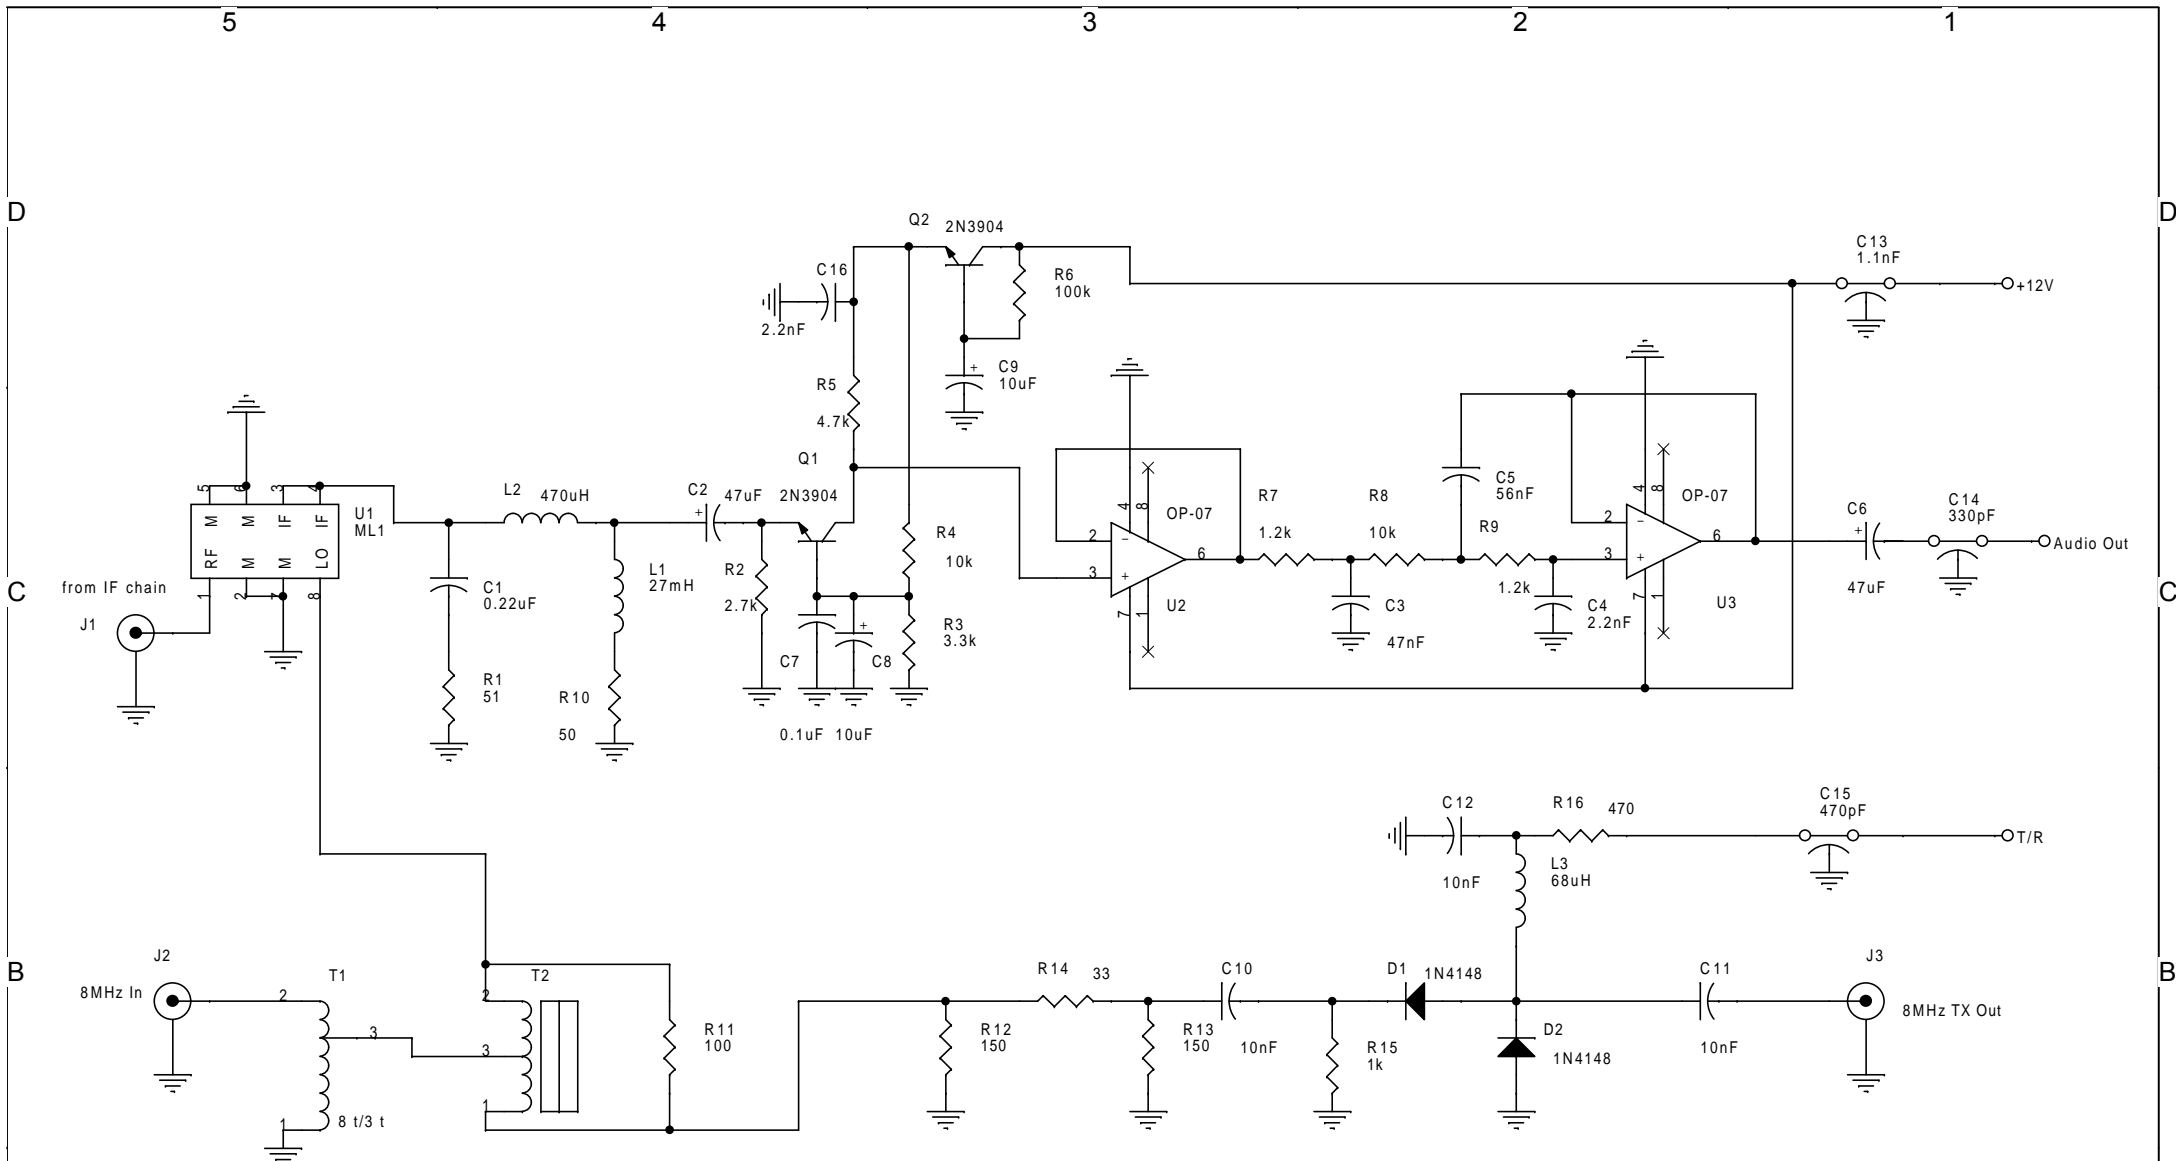 5 4 3 2 1
D D
Q2 2N3904
C13
1.1nF
+12V
C16
2.2nF
R6
100k
C9
10uF
R5
4.7k
Q1
2N3904
5 6 3 4
M M IF IF
RF M M LO
1 2 7 8
U1
ML1
L2 470uH
C2 47uF
+
C1
0.22uF
L1
27mH
R2
2.7k
R4
10k
R3
3.3k
C7
0.1uF
C8
10uF
+
R1
51
R10
50
from IF chain
J1
4 8
OP-07
2
3
6
7 1
U2
-
+
R7
1.2k
R8
10k
C5
56nF
R9
1.2k
C3
47nF
C4
2.2nF
4 8
OP-07
2
3
6
7 1
U3
-
+
C6
+
47uF
C14
330pF
Audio Out
C C
C12
10nF
R16 470
C15
470pF
T/R
L3
68uH
B B
J2
8MHz In
T1
2
3
1
8 t/3 t
T2
2
3
1
R11
100
R12
150
R14 33
R13
150
C10
10nF
R15
1k
D1 1N4148
D2
1N4148
C11
10nF
J3
8MHz TX Out